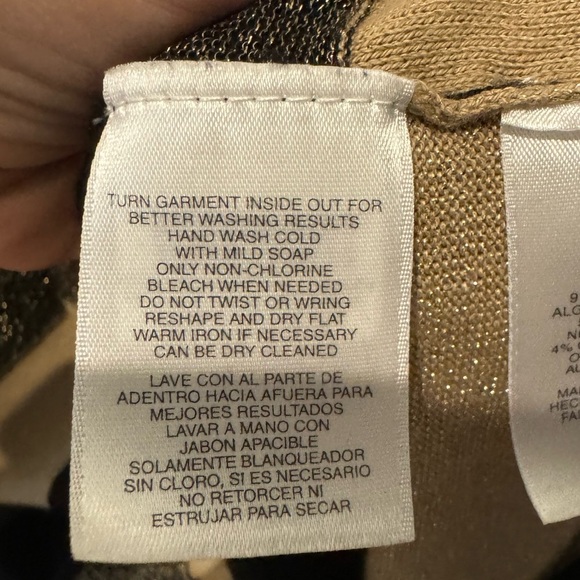 TURN GARMENT INSIDE OUT FOR
BETTER WASHING RESULTS
HAND WASH COLD
WITH MILD SOAP
ONLY NON-CHLORINE
BLEACH WHEN NEEDED
DO NOT TWIST OR WRING
RESHAPE AND DRY FLAT
WARM IRON IF NECESSARY
CAN BE DRY CLEANED
LAVE CON AL PARTE DE
ADENTRO HACIA AFUERA PARA
MEJORES RESULTADOS
LAVAR A MANO CON
JABON APACIBLE
SOLAMENTE BLANQUEADOR
SIN CLORO, SI ES NECESARIO
NO RETORCER NI
ESTRUJAR PARA SECAR
9
ALG
4%